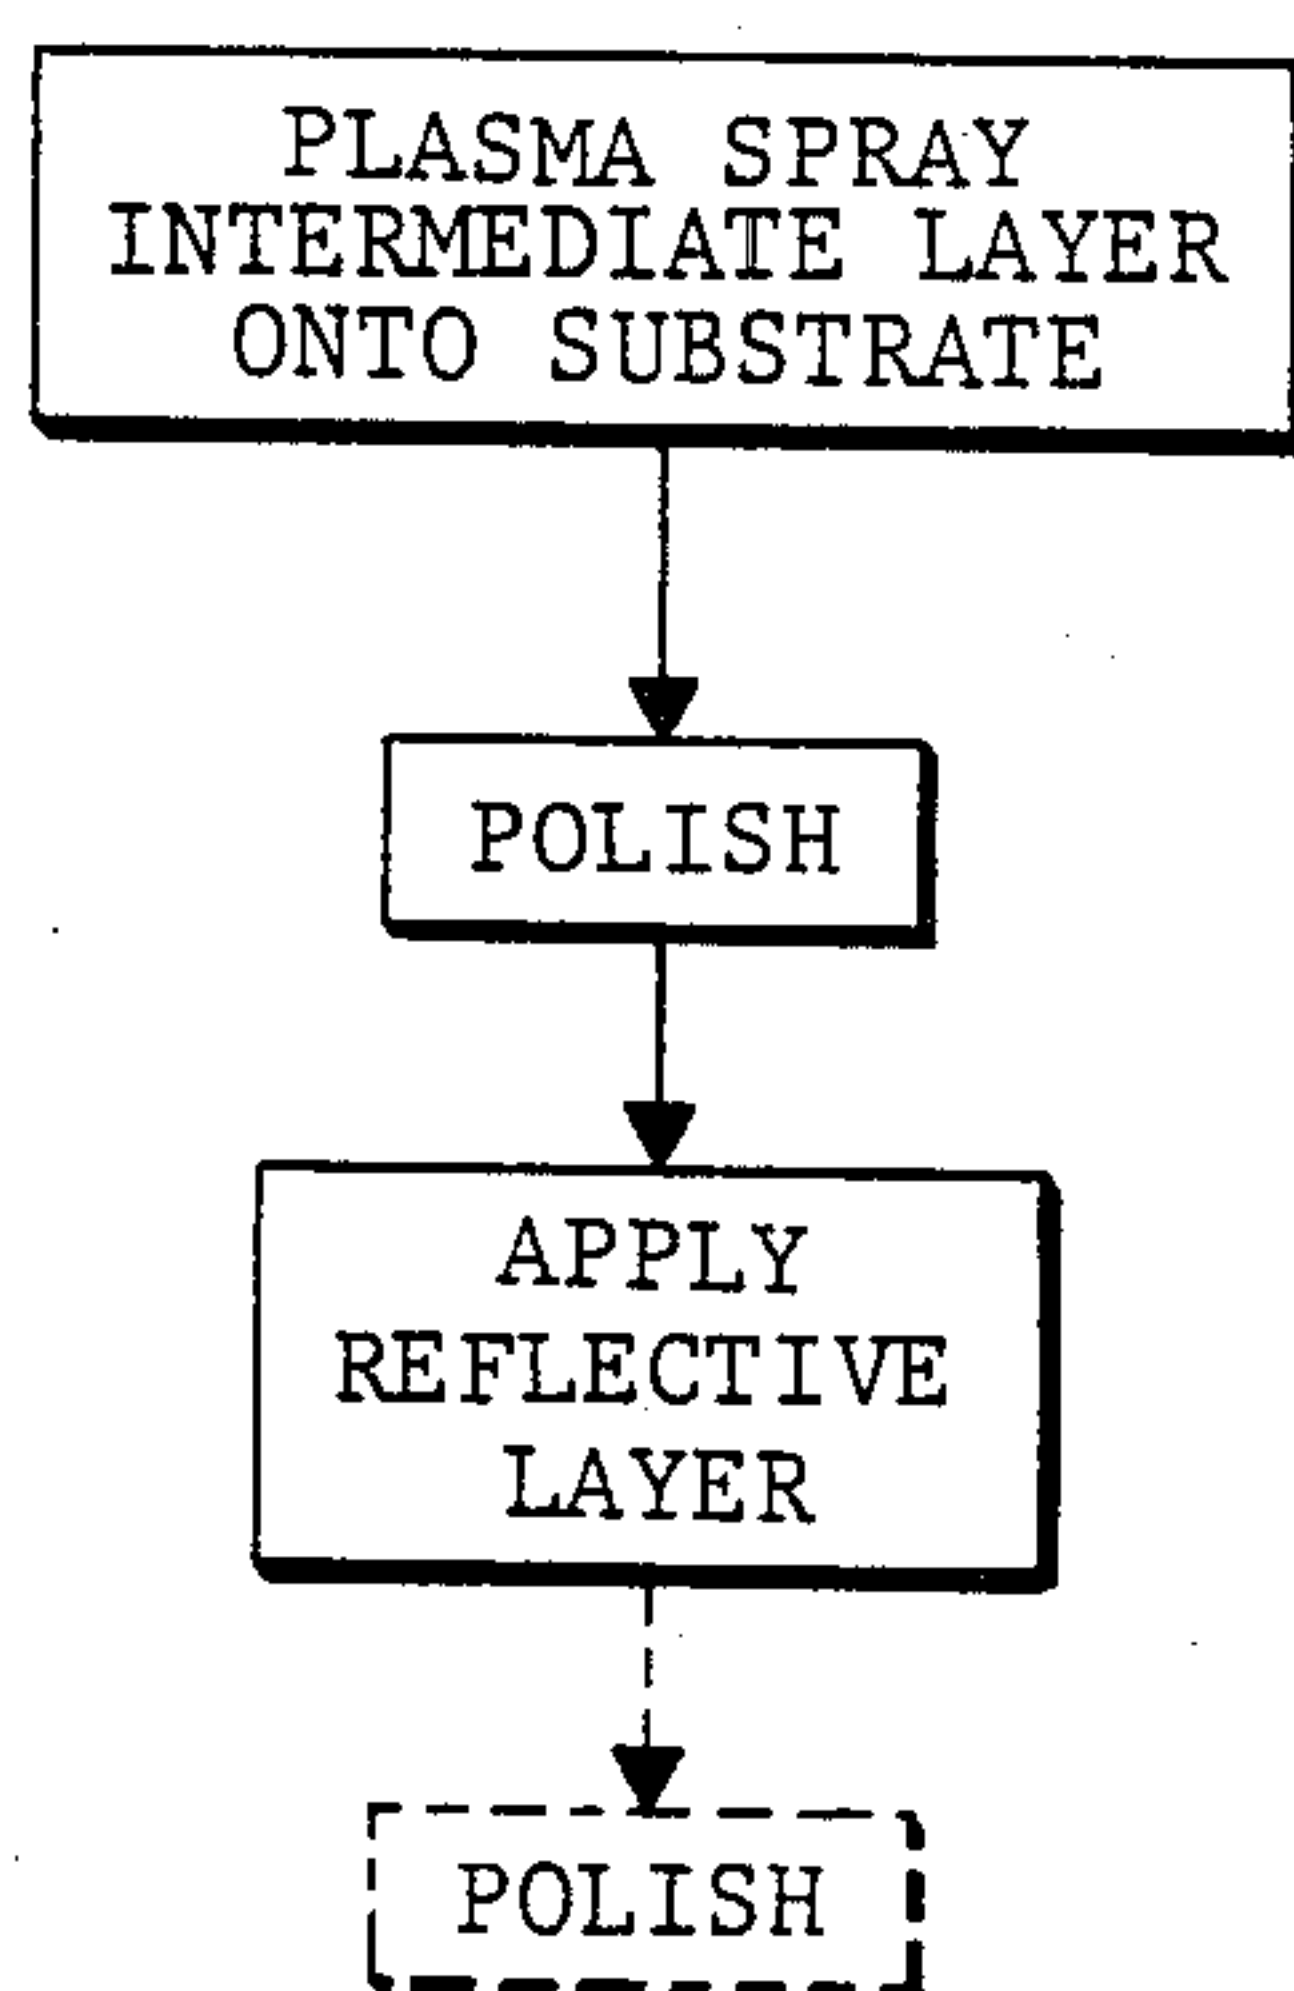 PLASMA SPRAY
INTERMEDIATE LAYER
ONTO SUBSTRATE
POLISH
APPLY
REFLECTIVE
LAYER
POLISH